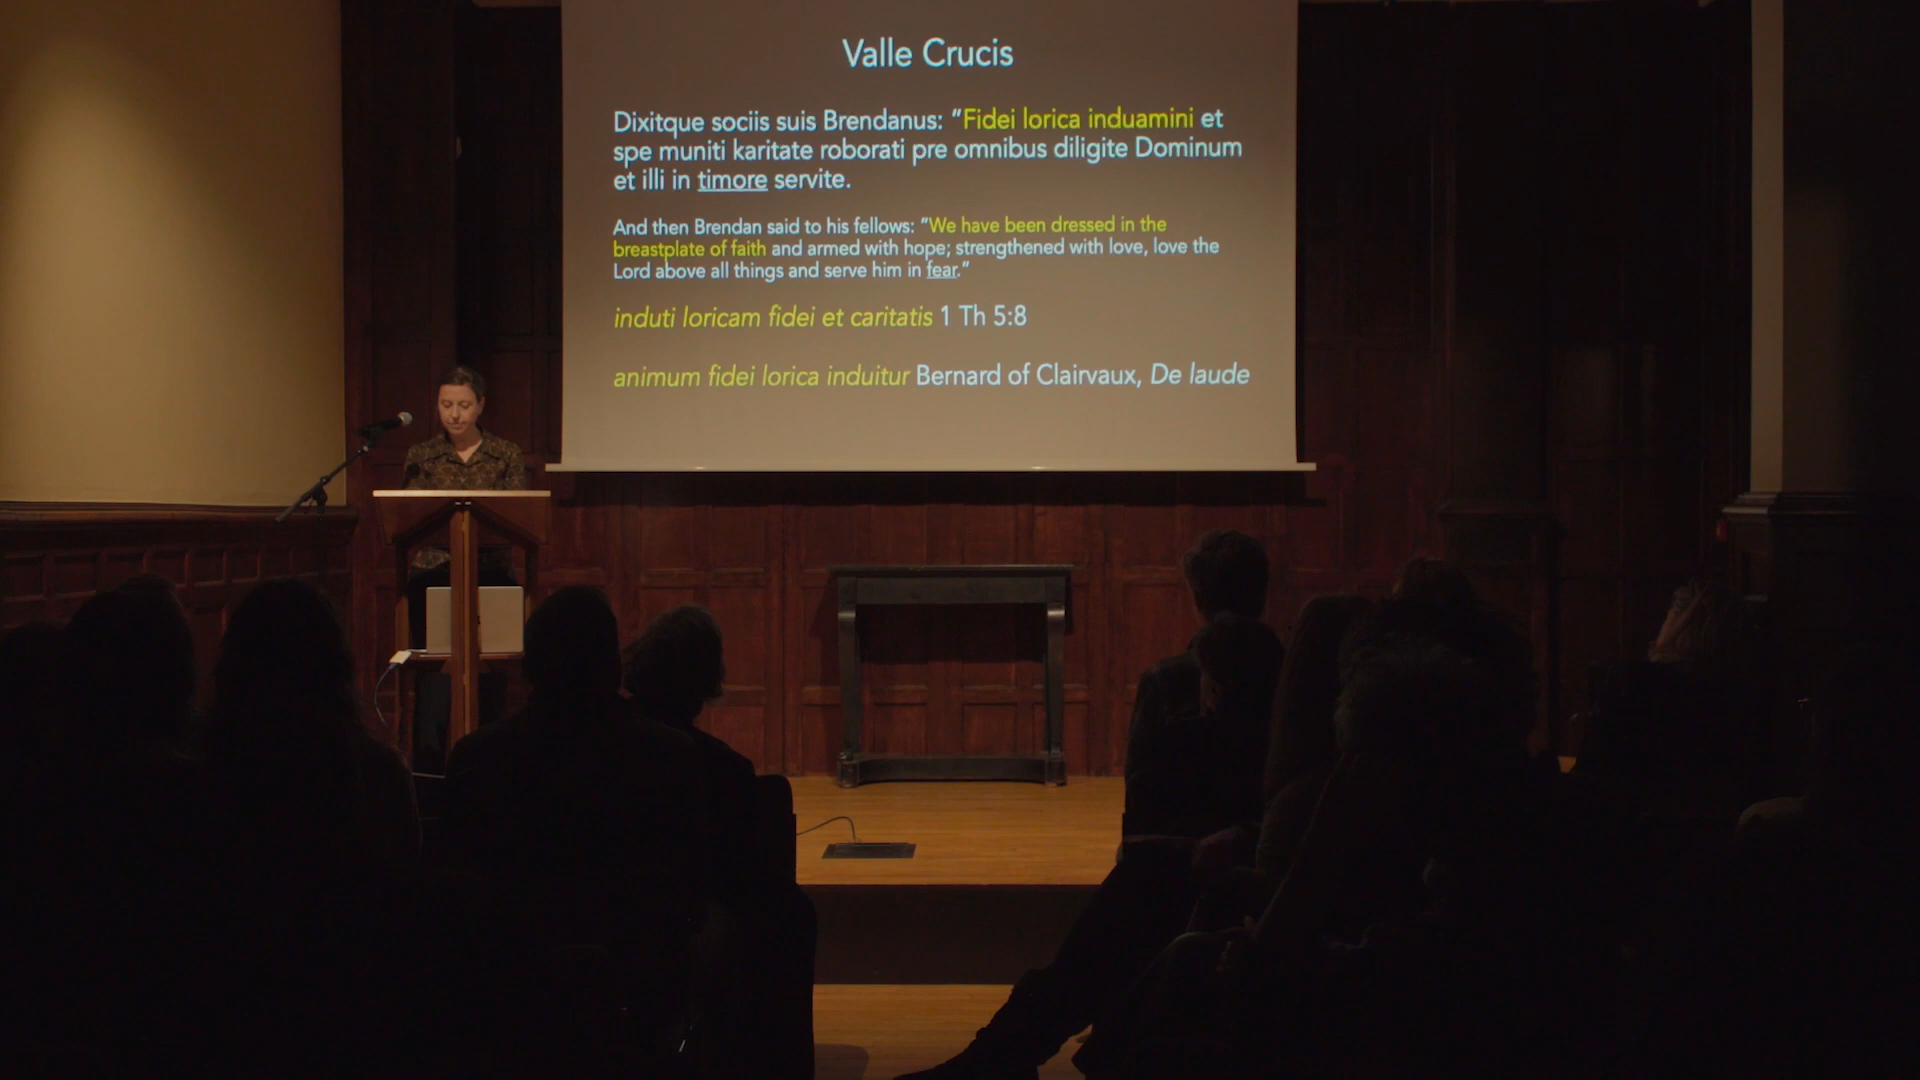 Valle Crucis
Dixitque sociis suis Brendanus: “Fidei lorica induamini et
spe muniti karitate roborati pre omnibus diligite Dominum
et illi in timore servite.
And then Brendan said to his fellows: “We have been dressed in the
breastplate of faith and armed with hope; strengthened with love, love the
Lord above all things and serve him in fear.”
induti loricam fidei et caritatis 1 Th 5:8
animum fidei lorica induitur Bernard of Clairvaux, De laude